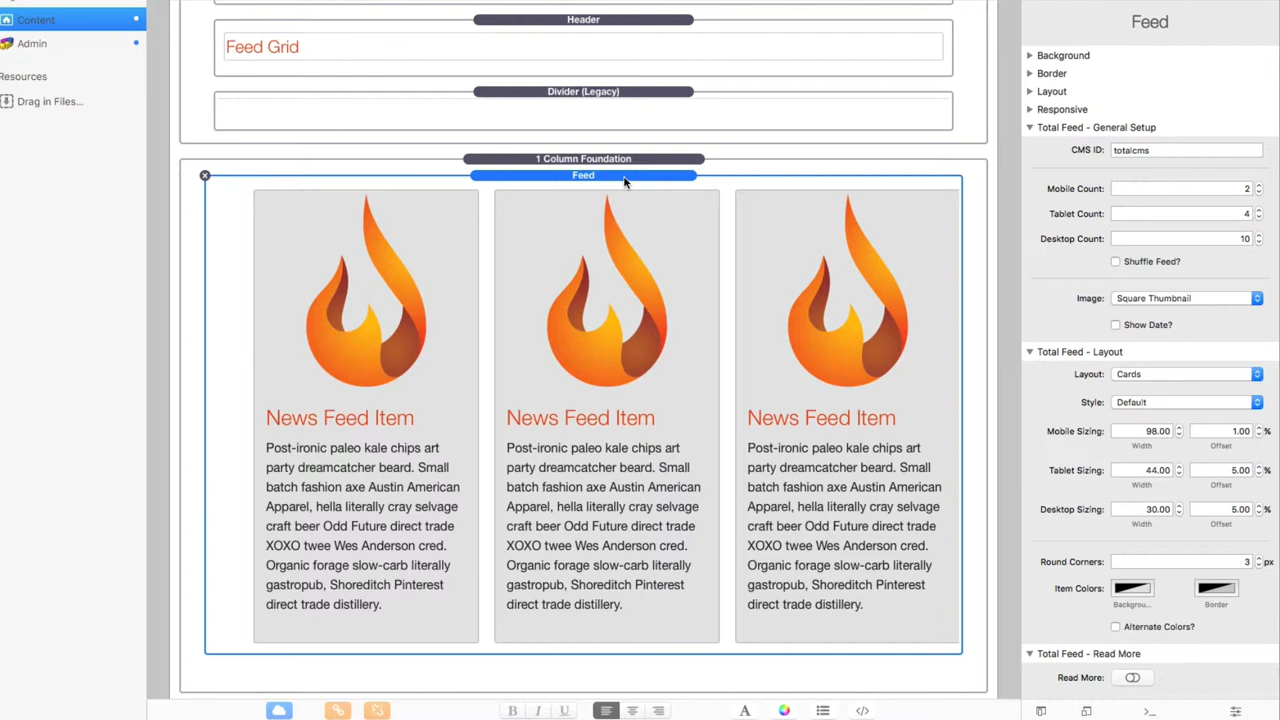 Content
Admin
Resources
Drag in Files...
Header
Feed Grid
Divider (Legacy)
1 Column Foundation
Feed
News Feed Item
Post-ironic paleo kale chips art
party dreamcatcher beard. Small
batch fashion axe Austin American
Apparel, hella literally cray selvage
craft beer Odd Future direct trade
XOXO twee Wes Anderson cred.
Organic forage slow-carb literally
gastropub, Shoreditch Pinterest
direct trade distillery.
News Feed Item
Post-ironic paleo kale chips art
party dreamcatcher beard. Small
batch fashion axe Austin American
Apparel, hella literally cray selvage
craft beer Odd Future direct trade
XOXO twee Wes Anderson cred.
Organic forage slow-carb literally
gastropub, Shoreditch Pinterest
direct trade distillery.
News Feed Item
Post-ironic paleo kale chips art
party dreamcatcher beard. Small
batch fashion axe Austin American
Apparel, hella literally cray selvage
craft beer Odd Future direct trade
XOXO twee Wes Anderson cred.
Organic forage slow-carb literally
gastropub, Shoreditch Pinterest
direct trade distillery.
B I U A
Feed
Background
Border
Layout
Responsive
Total Feed - General Setup
CMS ID: totalcms
Mobile Count: 2
Tablet Count: 4
Desktop Count: 10
Shuffle Feed?
Image: Square Thumbnail
Show Date?
Total Feed - Layout
Layout: Cards
Style: Default
Mobile Sizing: 98.00 1.00 %
Width Offset
Tablet Sizing: 44.00 5.00 %
Width Offset
Desktop Sizing: 30.00 5.00 %
Width Offset
Round Corners: 3 px
Item Colors:
Backgrou... Border
Alternate Colors?
Total Feed - Read More
Read More: